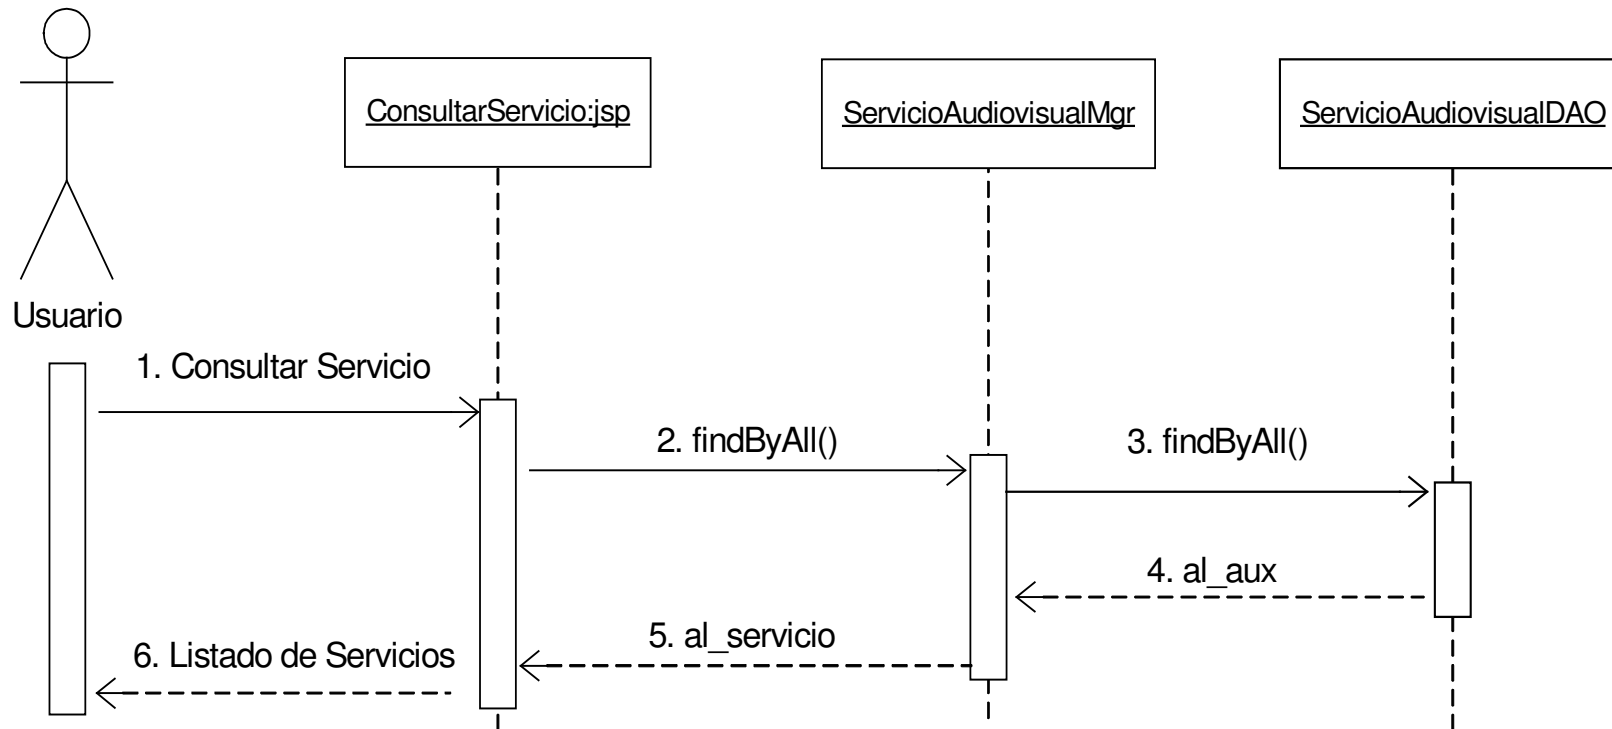 ConsultarServicio:jsp
ServicioAudiovisualMgr
ServicioAudiovisualDAO
Usuario
1. Consultar Servicio
2. findByAll()
3. findByAll()
4. al_aux
5. al_servicio
6. Listado de Servicios